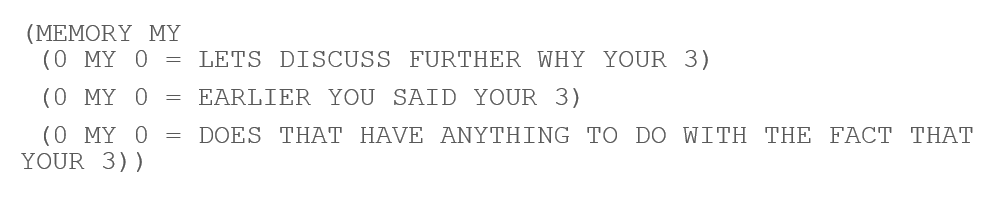 (MEMORY MY
(0 MY 0 = LETS DISCUSS FURTHER WHY YOUR 3)
(0 MY 0 = EARLIER YOU SAID YOUR 3)
(0 MY 0 = DOES THAT HAVE ANYTHING TO DO WITH THE FACT THAT
YOUR 3))